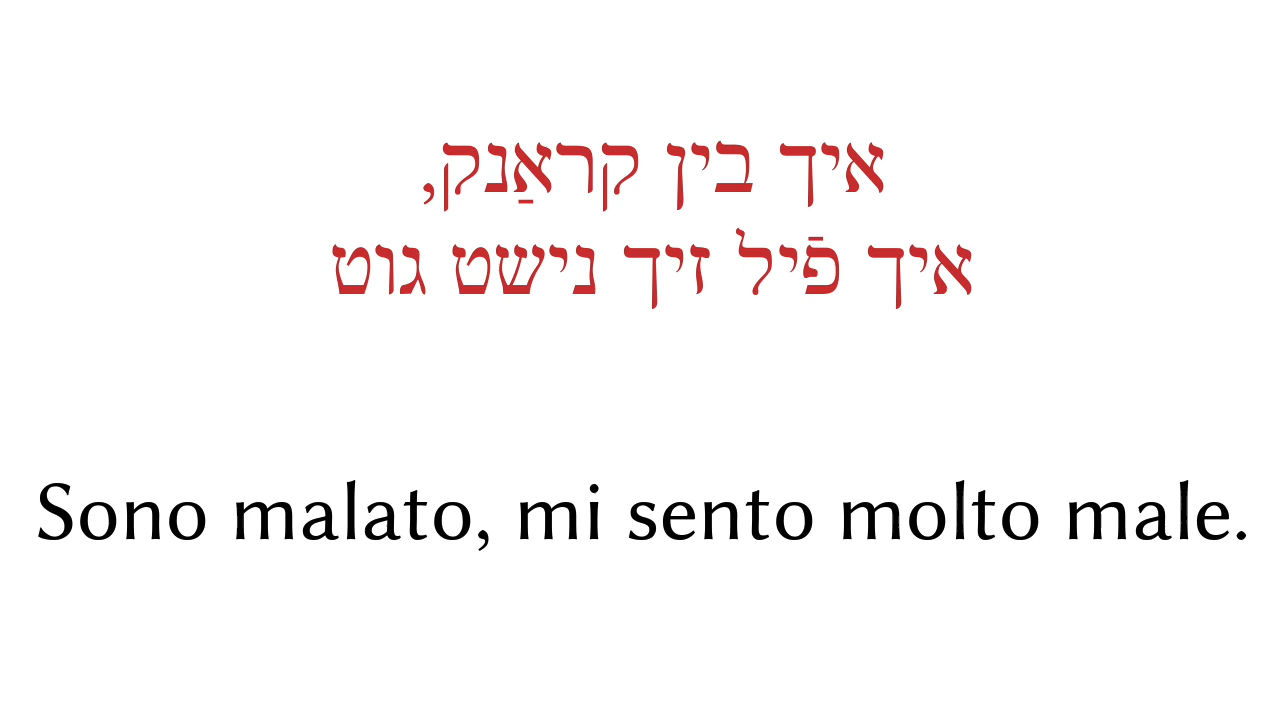 איך בין קראַנק,
איך פֿיל זיך נישט גוט
Sono malato, mi sento molto male.